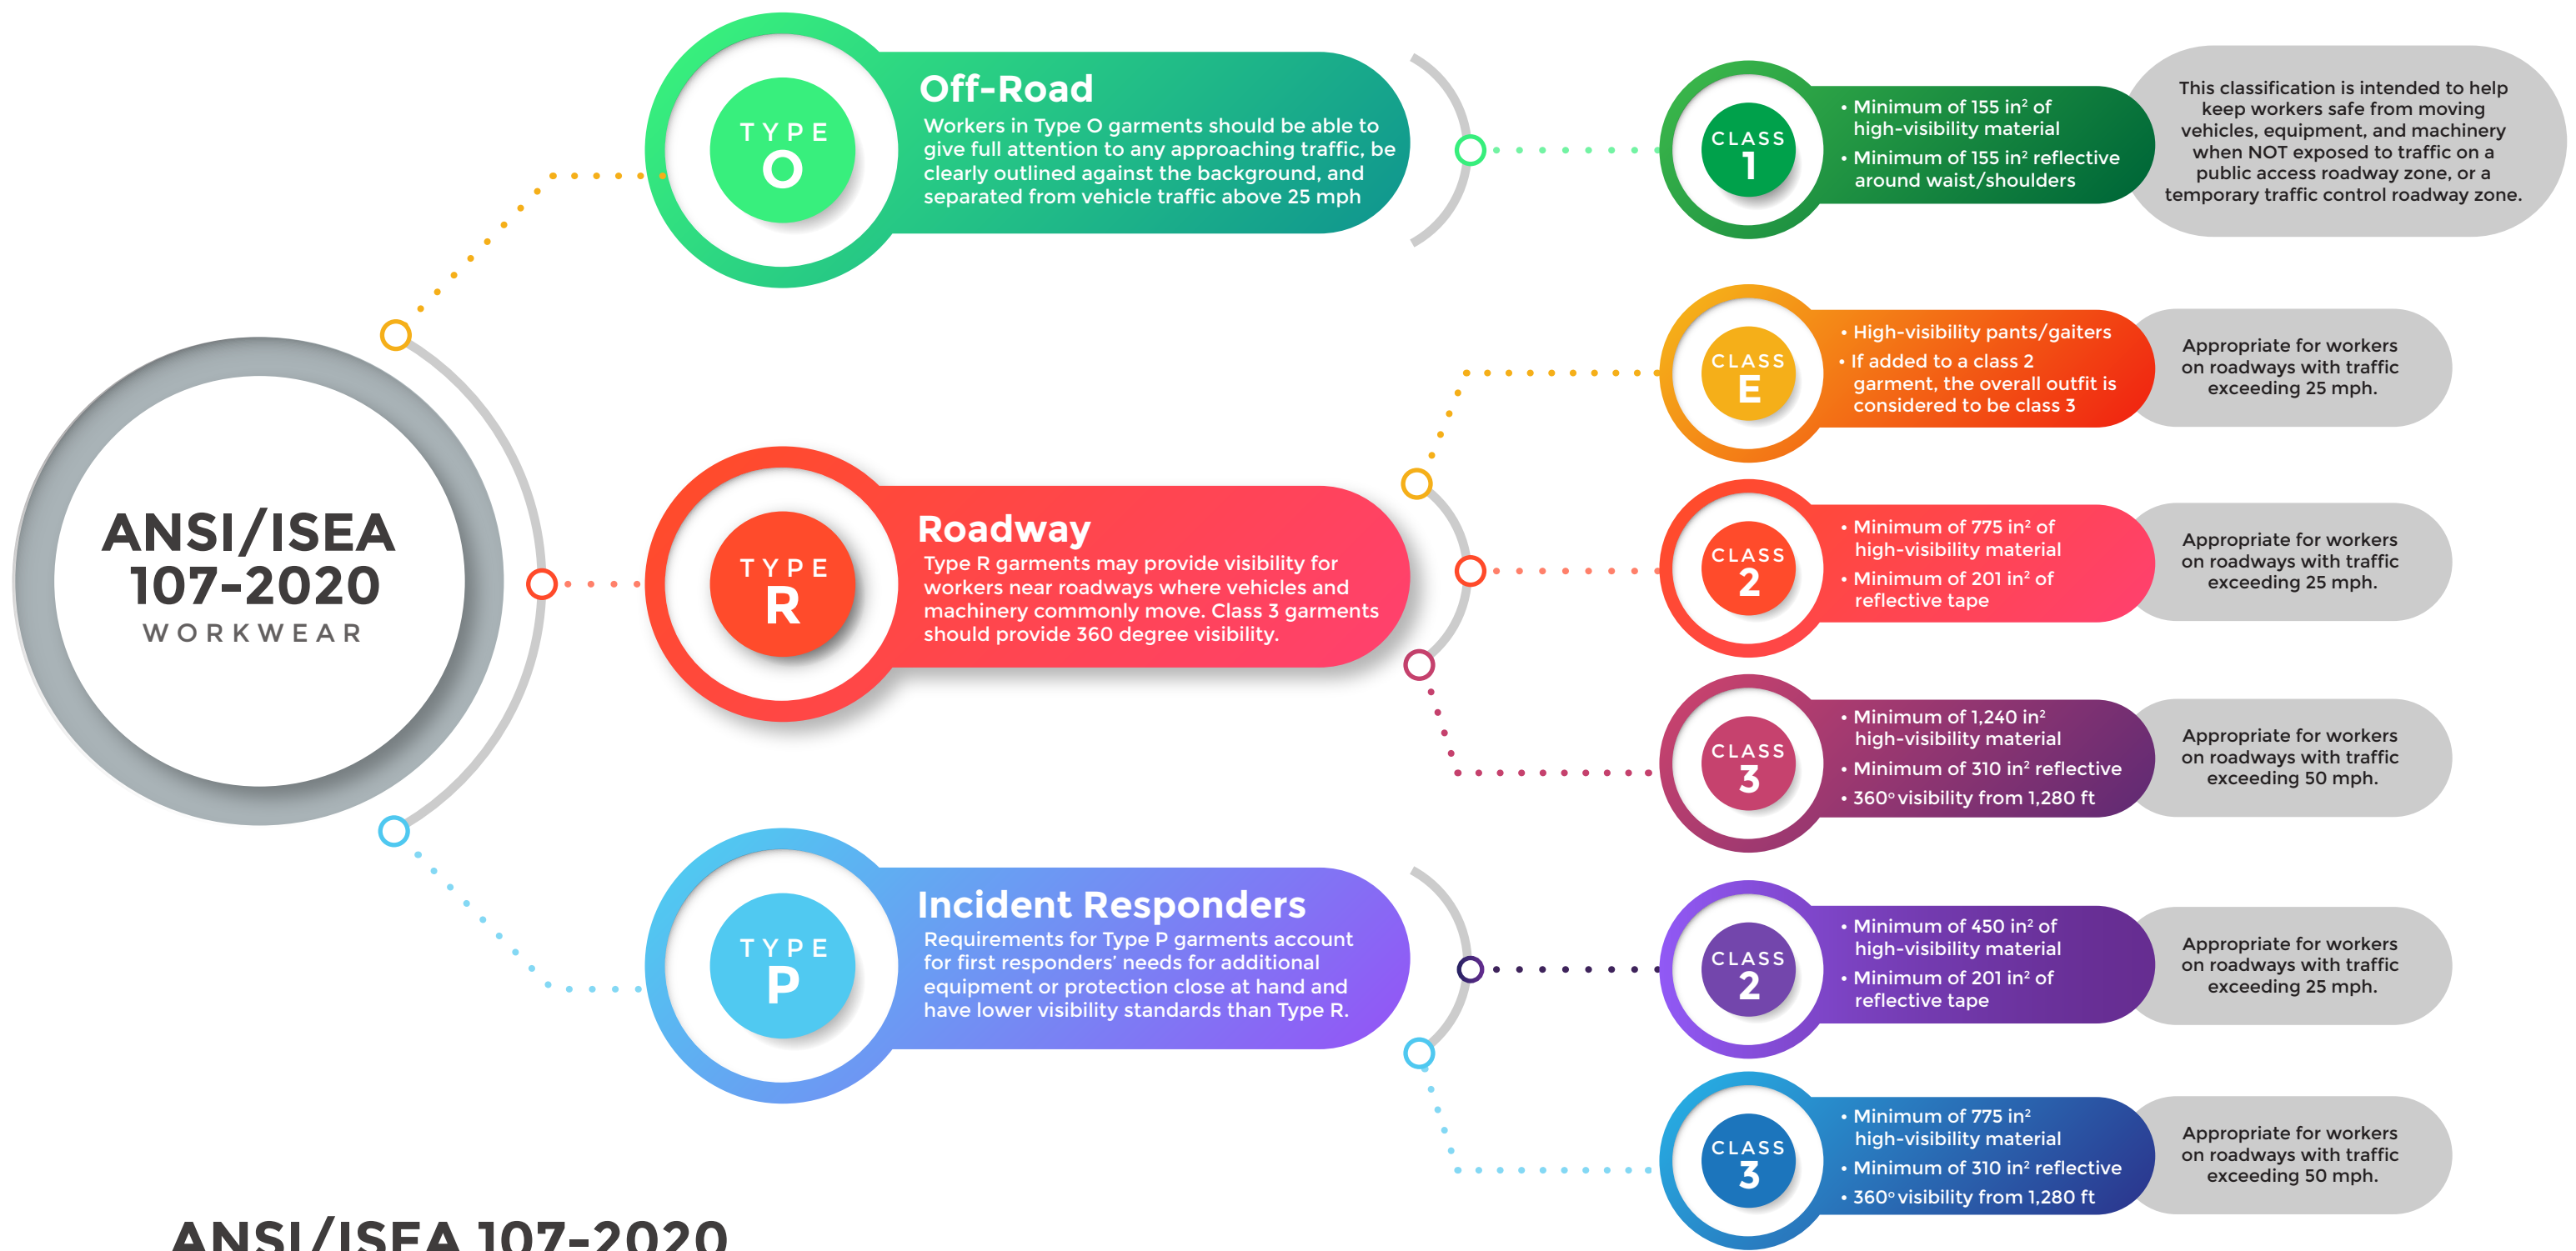 ANSI/ISEA
107-2020
WORKWEAR
TYPE
O
Off-Road
Workers in Type O garments should be able to
give full attention to any approaching traffic, be
clearly outlined against the background, and
separated from vehicle traffic above 25 mph
CLASS
1
• Minimum of 155 in² of
high-visibility material
• Minimum of 155 in² reflective
around waist/shoulders
This classification is intended to help
keep workers safe from moving
vehicles, equipment, and machinery
when NOT exposed to traffic on a
public access roadway zone, or a
temporary traffic control roadway zone.
TYPE
R
Roadway
Type R garments may provide visibility for
workers near roadways where vehicles and
machinery commonly move. Class 3 garments
should provide 360 degree visibility.
CLASS
E
• High-visibility pants/gaiters
• If added to a class 2
garment, the overall outfit is
considered to be class 3
Appropriate for workers
on roadways with traffic
exceeding 25 mph.
CLASS
2
• Minimum of 775 in² of
high-visibility material
• Minimum of 201 in² of
reflective tape
Appropriate for workers
on roadways with traffic
exceeding 25 mph.
CLASS
3
• Minimum of 1,240 in²
high-visibility material
• Minimum of 310 in² reflective
• 360° visibility from 1,280 ft
Appropriate for workers
on roadways with traffic
exceeding 50 mph.
TYPE
P
Incident Responders
Requirements for Type P garments account
for first responders’ needs for additional
equipment or protection close at hand and
have lower visibility standards than Type R.
CLASS
2
• Minimum of 450 in² of
high-visibility material
• Minimum of 201 in² of
reflective tape
Appropriate for workers
on roadways with traffic
exceeding 25 mph.
CLASS
3
• Minimum of 775 in²
high-visibility material
• Minimum of 310 in² reflective
• 360° visibility from 1,280 ft
Appropriate for workers
on roadways with traffic
exceeding 50 mph.
ANSI/ISEA 107-2020